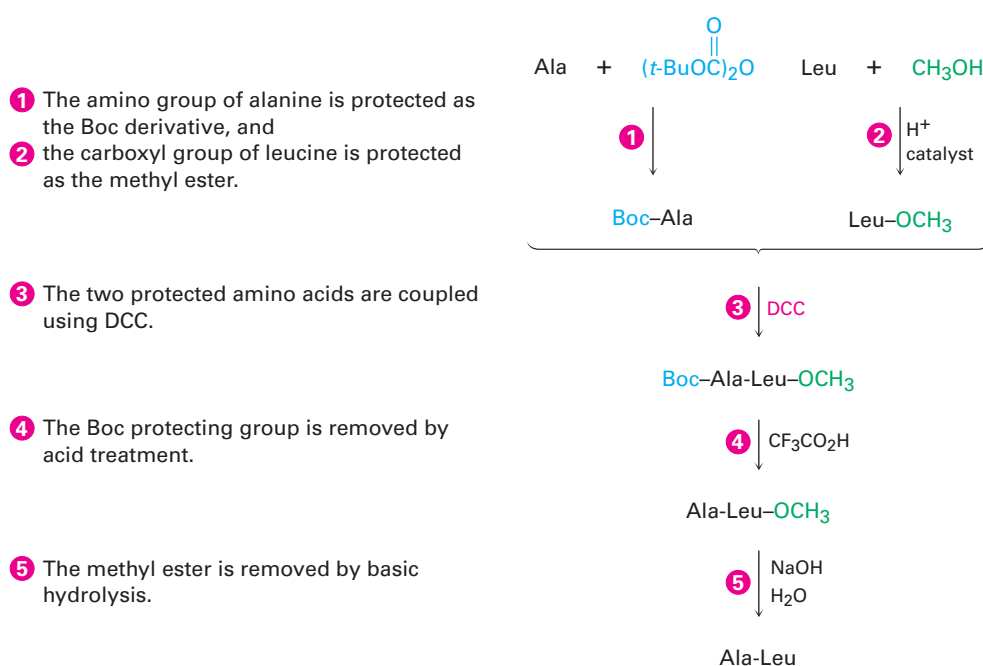 1 The amino group of alanine is protected as
the Boc derivative, and
2 the carboxyl group of leucine is protected
as the methyl ester.
O
Ala + (t-BuOC)₂O Leu + CH₃OH
1
2 H⁺
catalyst
Boc–Ala Leu–OCH₃
3 The two protected amino acids are coupled
using DCC.
3 DCC
Boc–Ala-Leu–OCH₃
4 The Boc protecting group is removed by
acid treatment.
4 CF₃CO₂H
Ala-Leu–OCH₃
5 The methyl ester is removed by basic
hydrolysis.
5 NaOH
H₂O
Ala-Leu